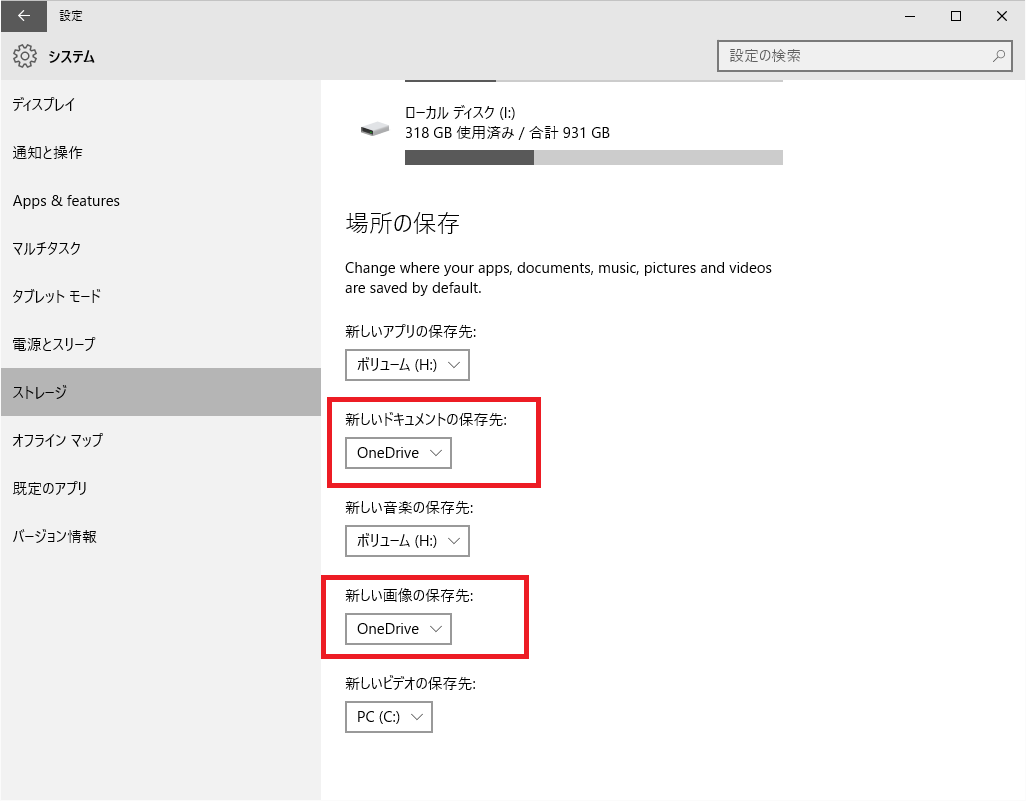 設定
システム
設定の検索
ディスプレイ
通知と操作
Apps & features
マルチタスク
タブレット モード
電源とスリープ
ストレージ
オフライン マップ
既定のアプリ
バージョン情報
ローカル ディスク (I:)
318 GB 使用済み / 合計 931 GB
場所の保存
Change where your apps, documents, music, pictures and videos
are saved by default.
新しいアプリの保存先:
ボリューム (H:)
新しいドキュメントの保存先:
OneDrive
新しい音楽の保存先:
ボリューム (H:)
新しい画像の保存先:
OneDrive
新しいビデオの保存先:
PC (C:)